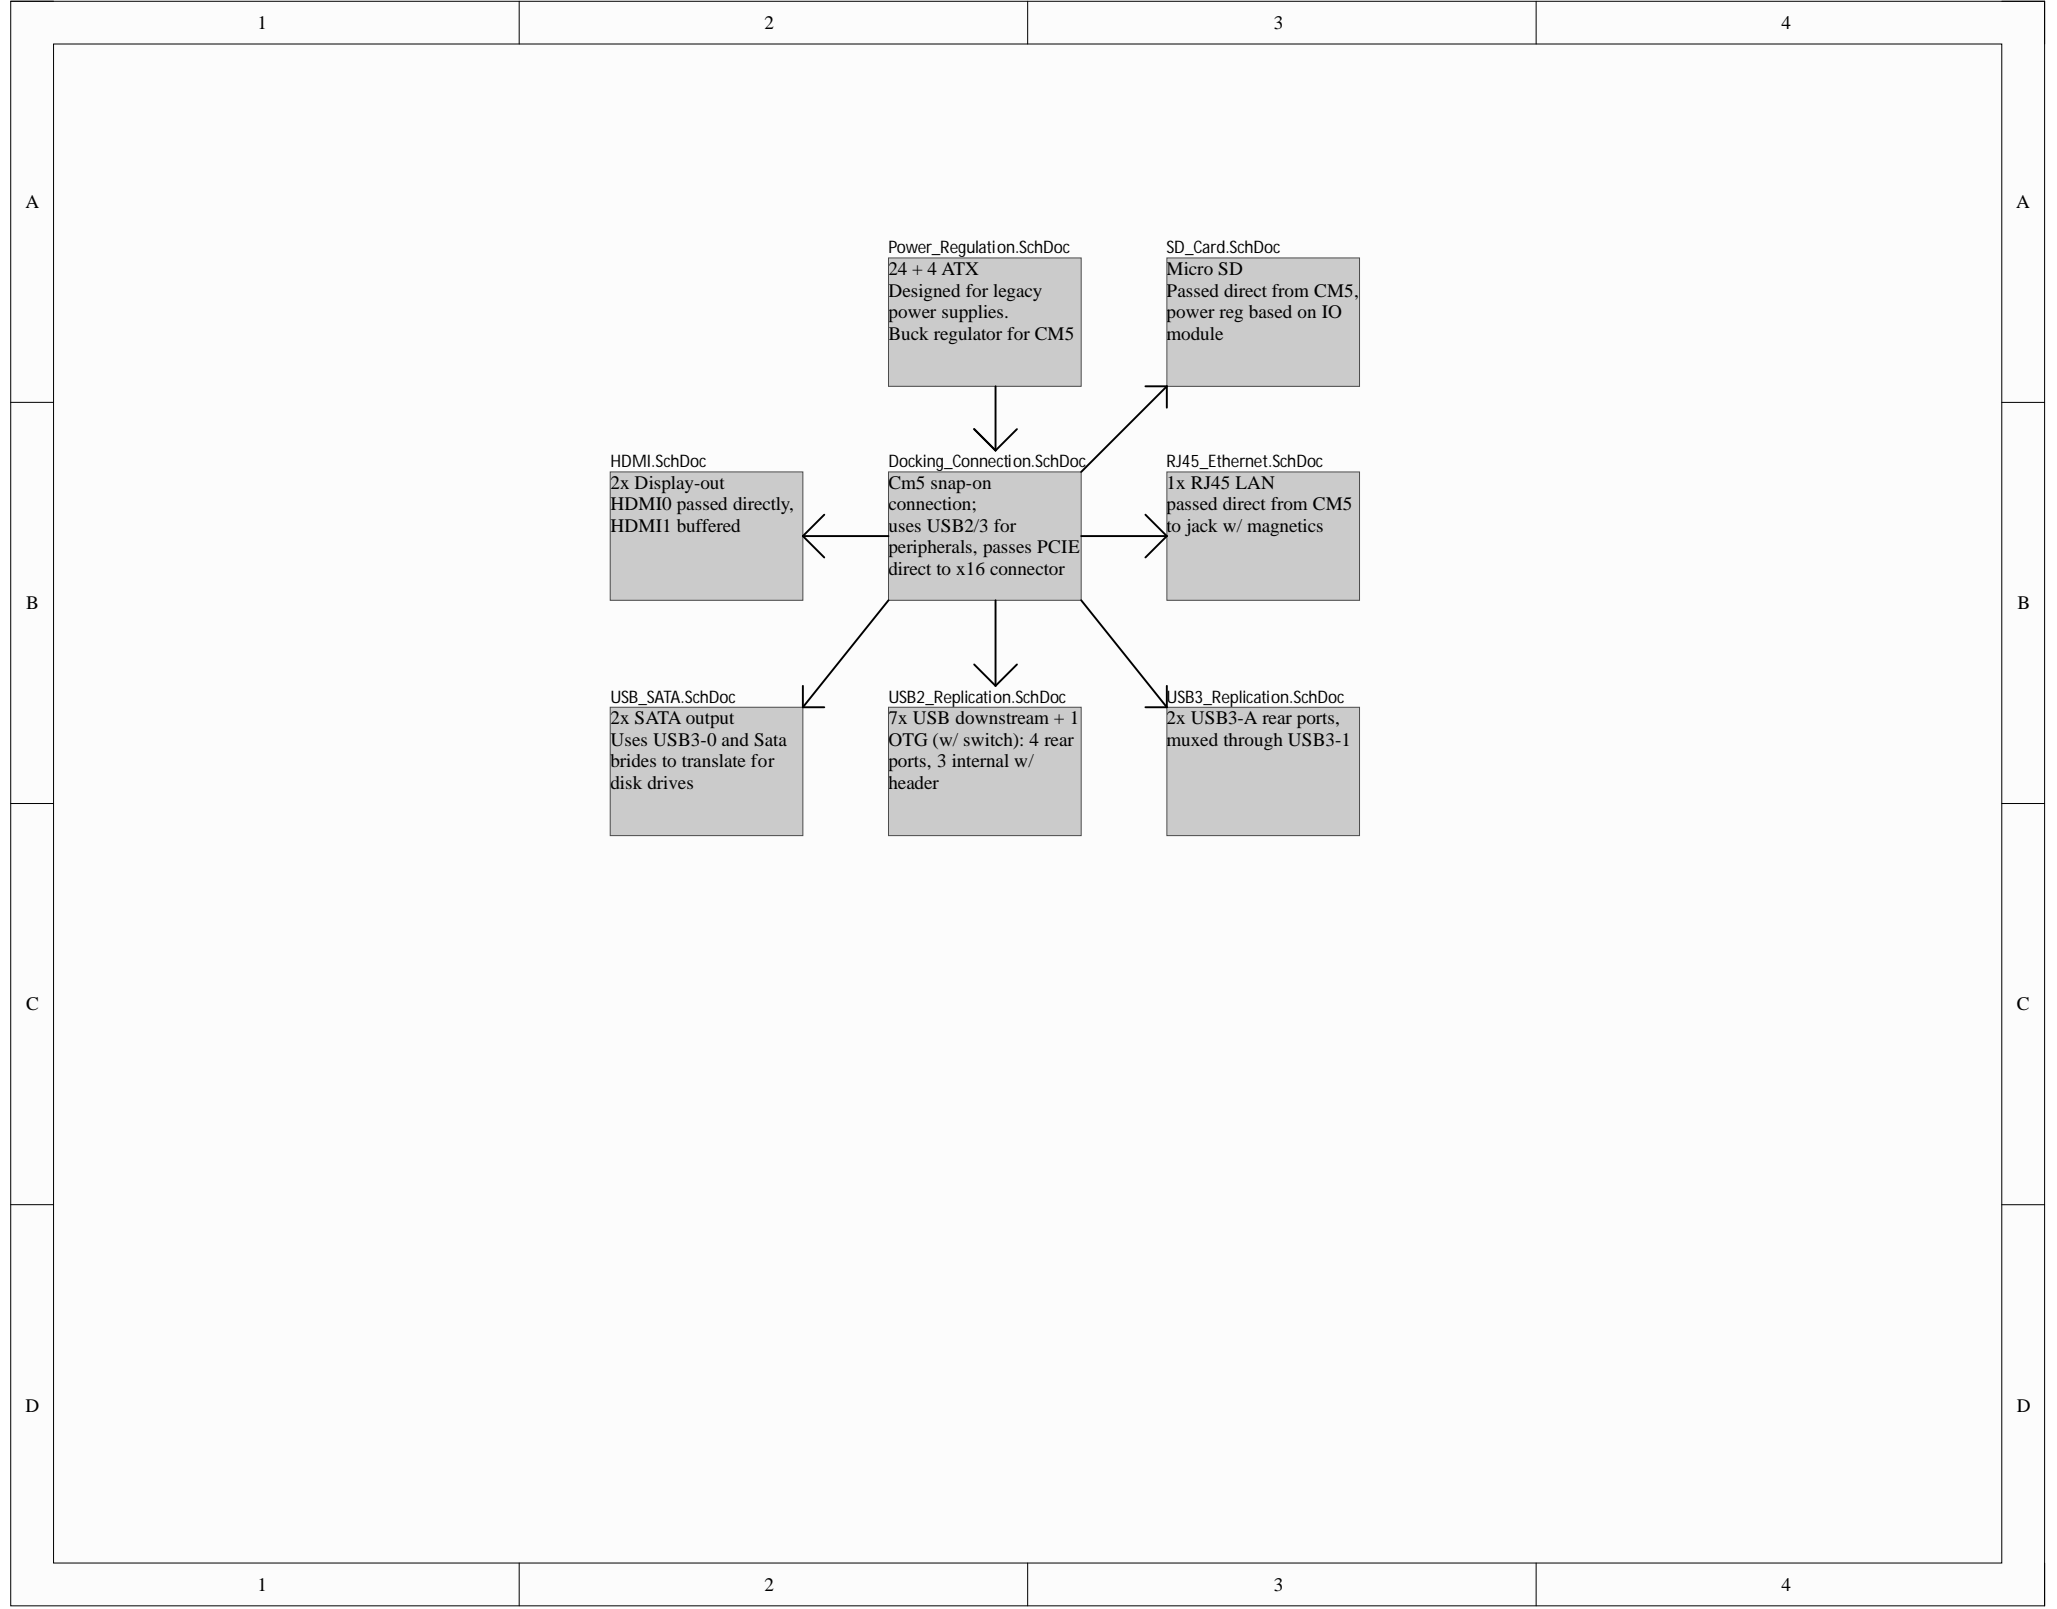 1
2
3
4
A
A
Power_Regulation.SchDoc
24 + 4 ATX
Designed for legacy
power supplies.
Buck regulator for CM5
SD_Card.SchDoc
Micro SD
Passed direct from CM5,
power reg based on IO
module
HDMI.SchDoc
2x Display-out
HDMI0 passed directly,
HDMI1 buffered
Docking_Connection.SchDoc
Cm5 snap-on
connection;
uses USB2/3 for
peripherals, passes PCIE
direct to x16 connector
RJ45_Ethernet.SchDoc
1x RJ45 LAN
passed direct from CM5
to jack w/ magnetics
B
B
USB_SATA.SchDoc
2x SATA output
Uses USB3-0 and Sata
brides to translate for
disk drives
USB2_Replication.SchDoc
7x USB downstream + 1
OTG (w/ switch): 4 rear
ports, 3 internal w/
header
USB3_Replication.SchDoc
2x USB3-A rear ports,
muxed through USB3-1
C
C
D
D
1
2
3
4